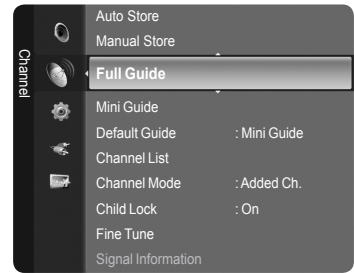 Channel
Auto Store
Manual Store
Full Guide
Mini Guide
Default Guide : Mini Guide
Channel List
Channel Mode : Added Ch.
Child Lock : On
Fine Tune
Signal Information